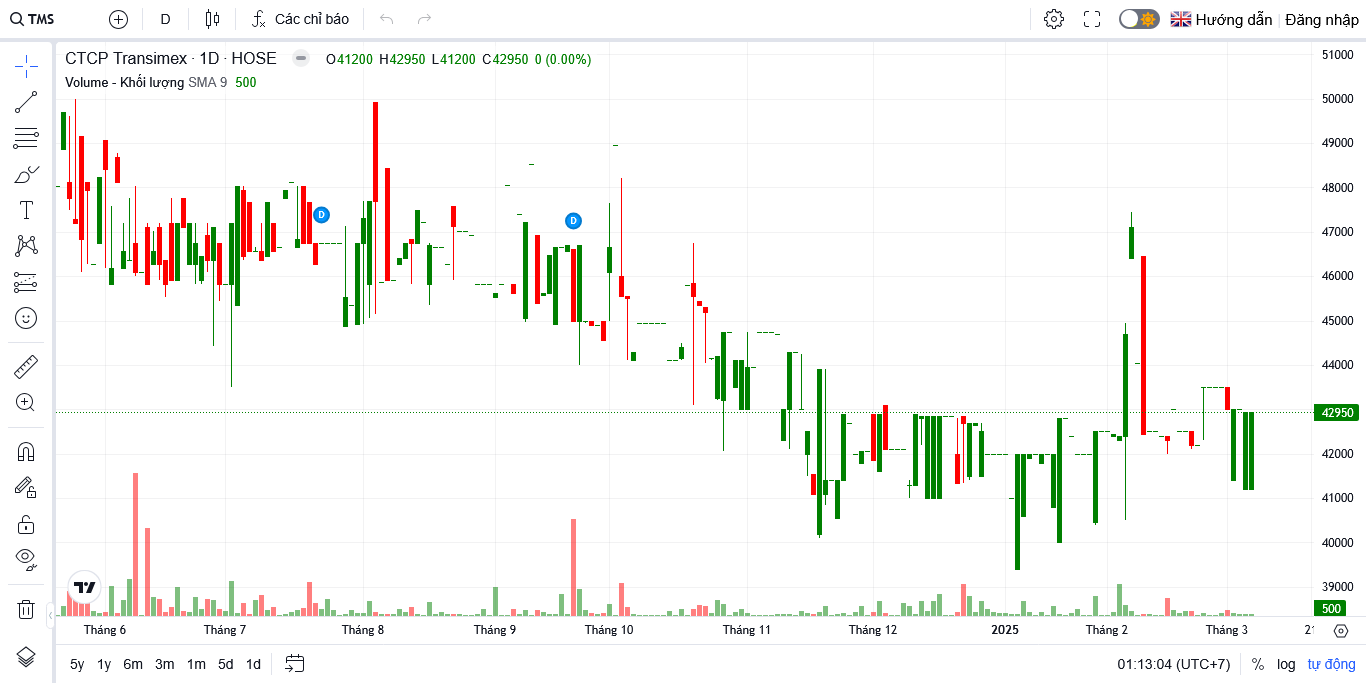 TMS D Các chỉ báo Hướng dẫn Đăng nhập
CTCP Transimex · 1D · HOSE O41200 H42950 L41200 C42950 0 (0.00%)
Volume - Khối lượng SMA 9 500
51000
50000
49000
48000
47000
46000
45000
44000
42950
42000
41000
40000
39000
500
D
D
T
Tháng 6 Tháng 7 Tháng 8 Tháng 9 Tháng 10 Tháng 11 Tháng 12 2025 Tháng 2 Tháng 3 21
5y 1y 6m 3m 1m 5d 1d 01:13:04 (UTC+7) % log tự động